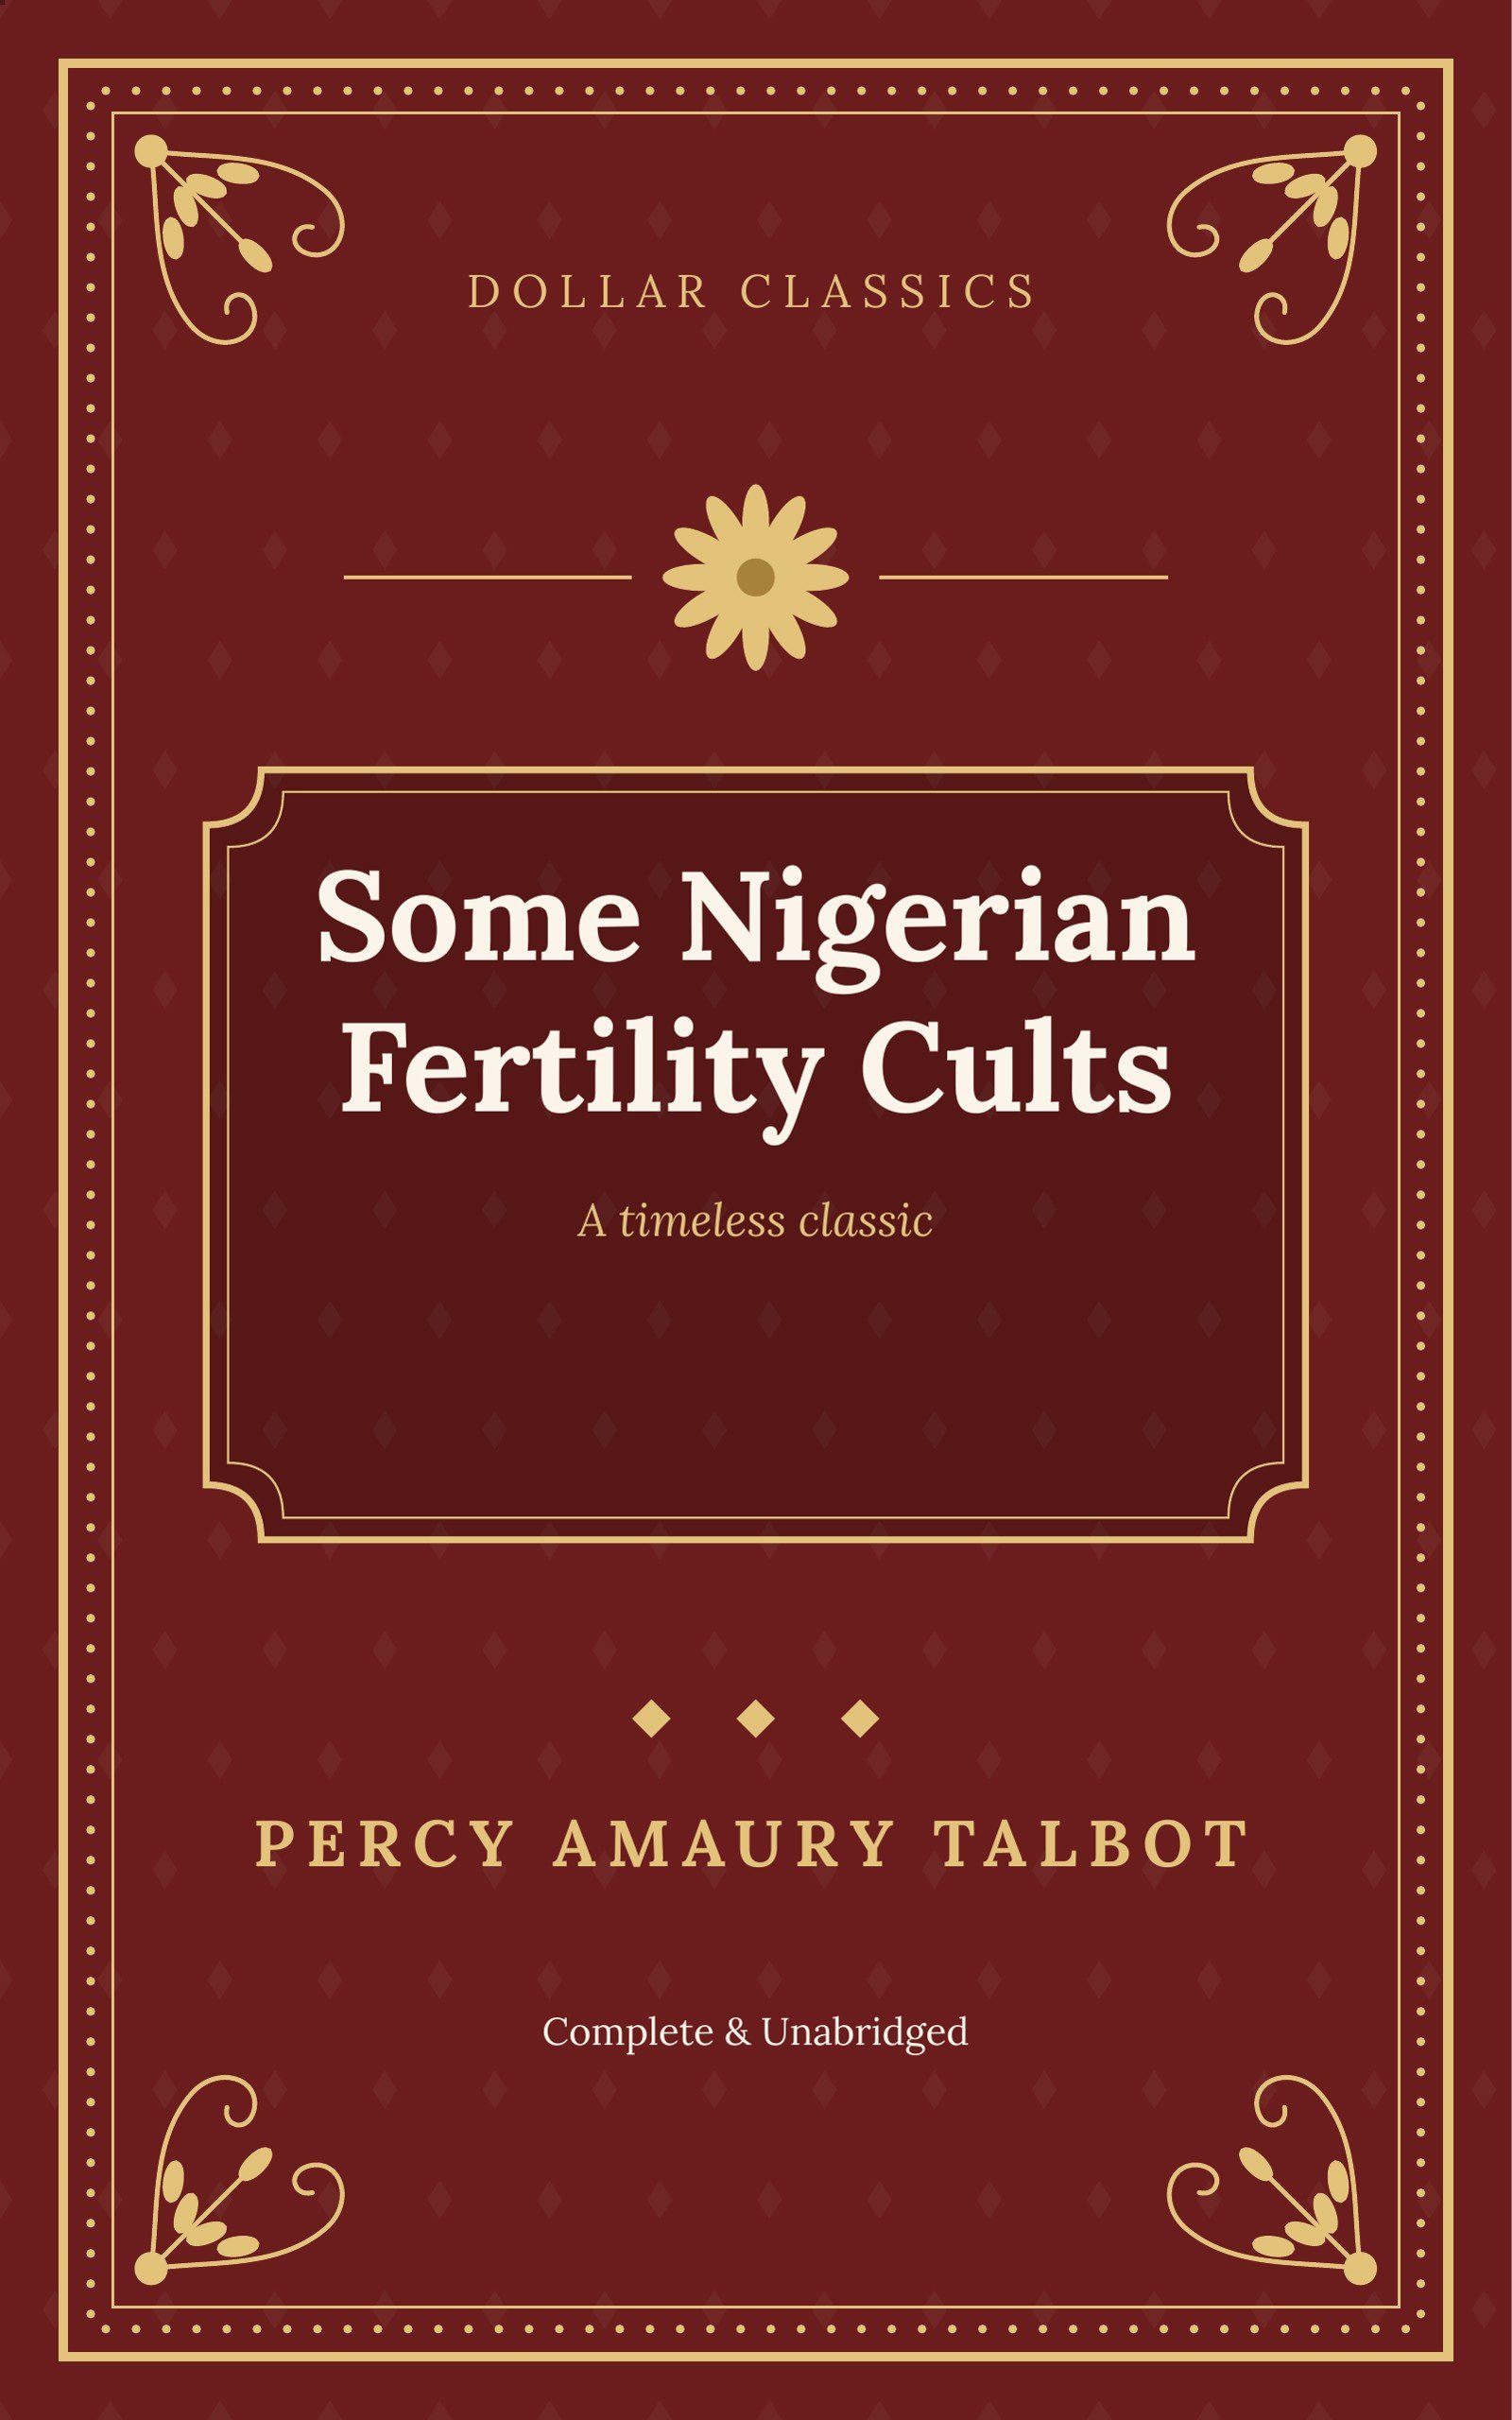 DOLLAR CLASSICS
Some Nigerian
Fertility Cults
A timeless classic
PERCY AMAURY TALBOT
Complete & Unabridged